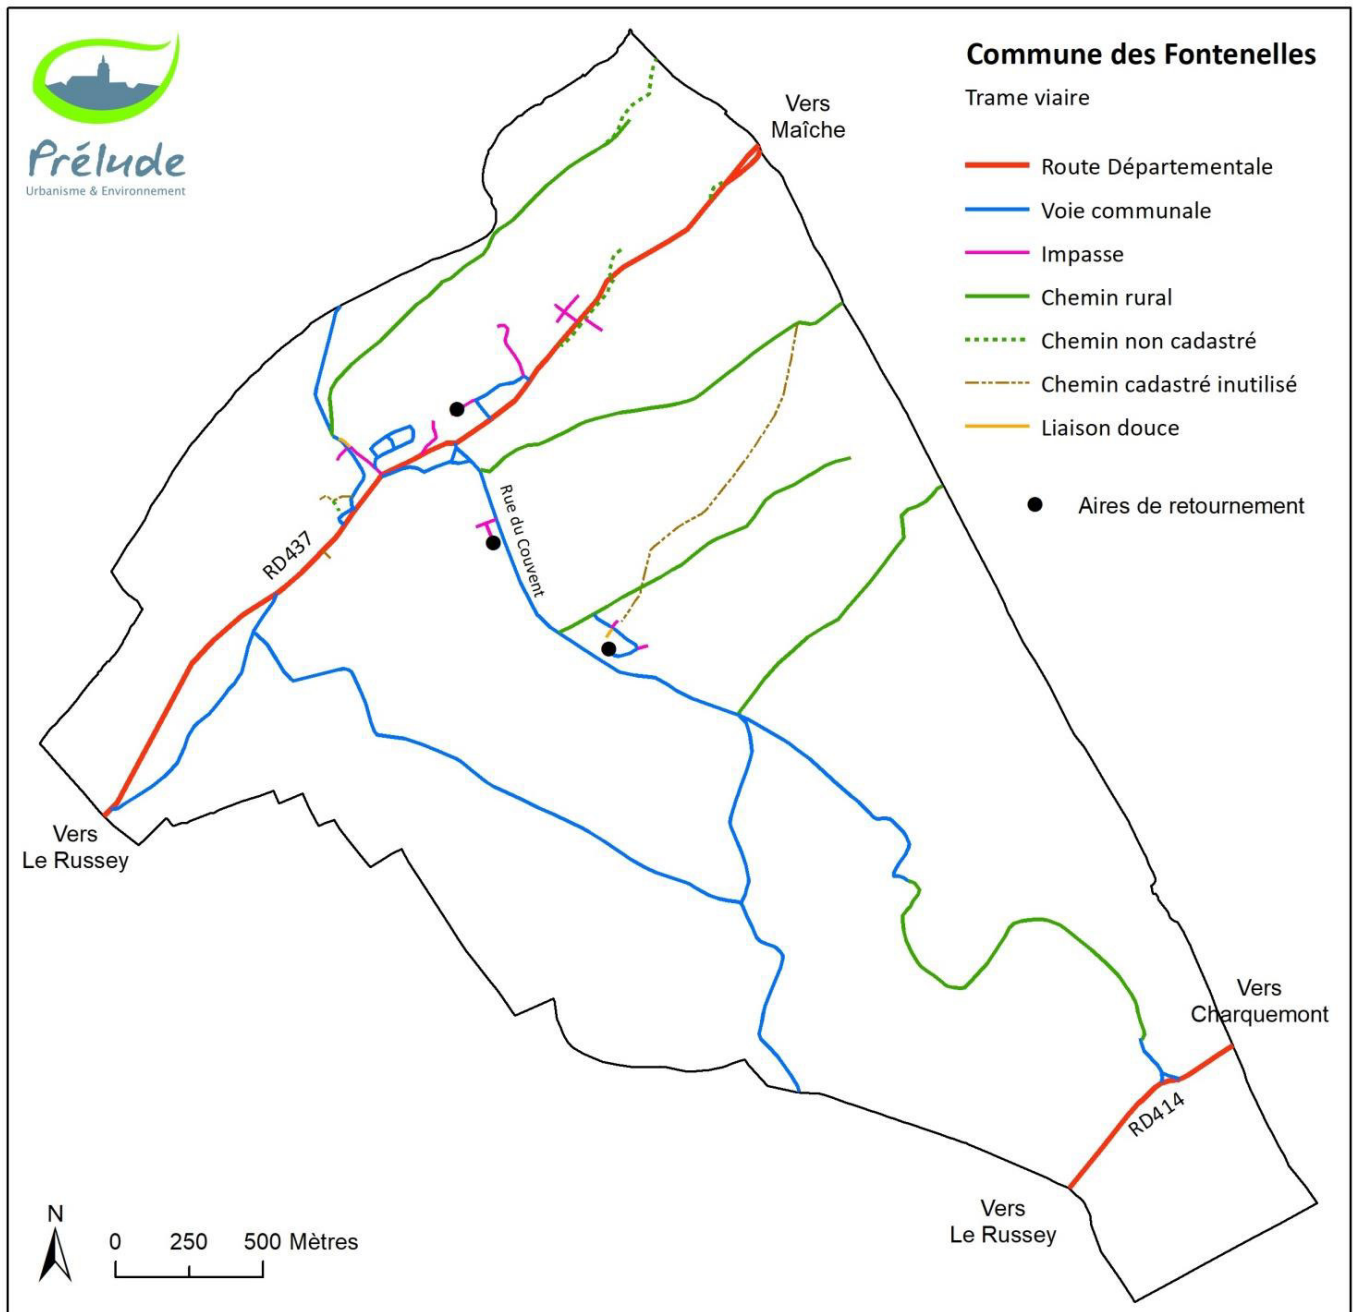 Prélude
Urbanisme & Environnement
Commune des Fontenelles
Trame viaire
Route Départementale
Voie communale
Impasse
Chemin rural
Chemin non cadastré
Chemin cadastré inutilisé
Liaison douce
Aires de retournement
Vers
Maîche
Rue du Couvent
RD437
Vers
Le Russey
Vers
Charquemont
RD414
Vers
Le Russey
N
0 250 500 Mètres